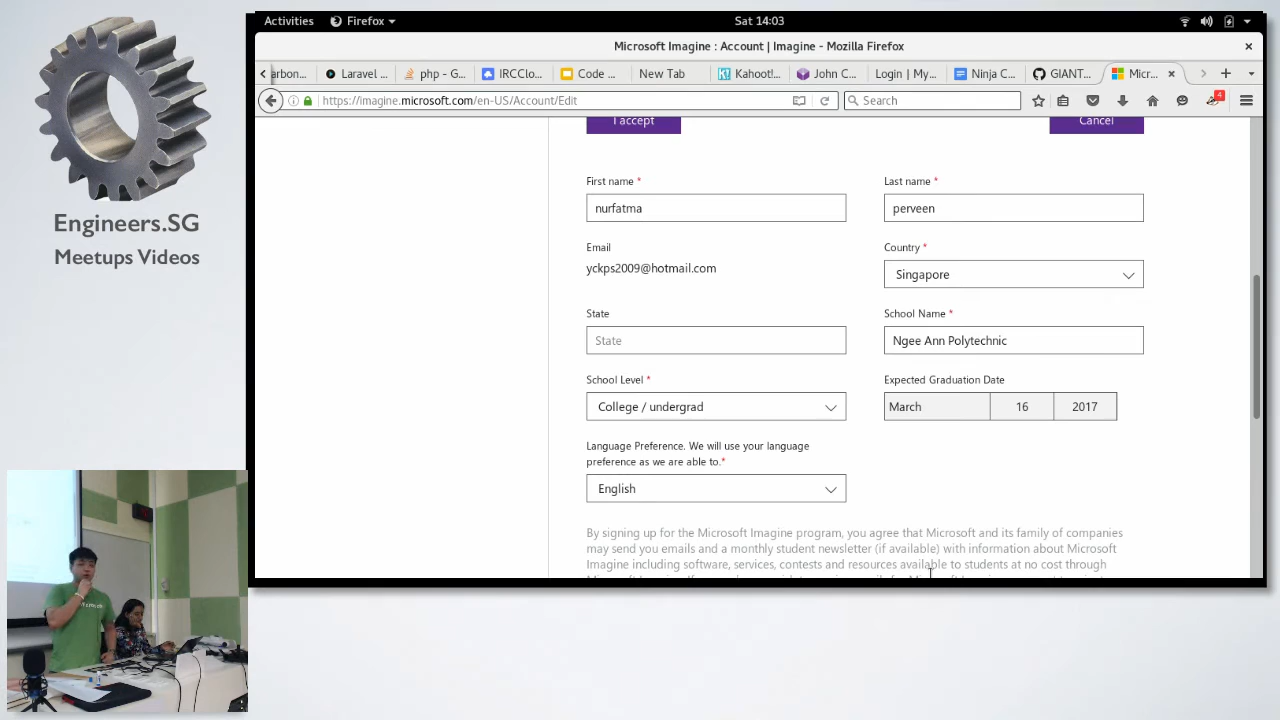 Activities Firefox Sat 14:03
Microsoft Imagine : Account | Imagine - Mozilla Firefox
arbon... Laravel ... php - G... IRCClo... Code ... New Tab Kahoot!... John C... Login | My... Ninja C... GIANT... Micr...
https://imagine.microsoft.com/en-US/Account/Edit Search 4
I accept Cancel
First name * Last name *
nurfatma perveen
Email Country *
yckps2009@hotmail.com Singapore
State School Name *
State Ngee Ann Polytechnic
School Level * Expected Graduation Date
College / undergrad March 16 2017
Language Preference. We will use your language
preference as we are able to.*
English
By signing up for the Microsoft Imagine program, you agree that Microsoft and its family of companies
may send you emails and a monthly student newsletter (if available) with information about Microsoft
Imagine including software, services, contests and resources available to students at no cost through
Engineers.SG
Meetups Videos